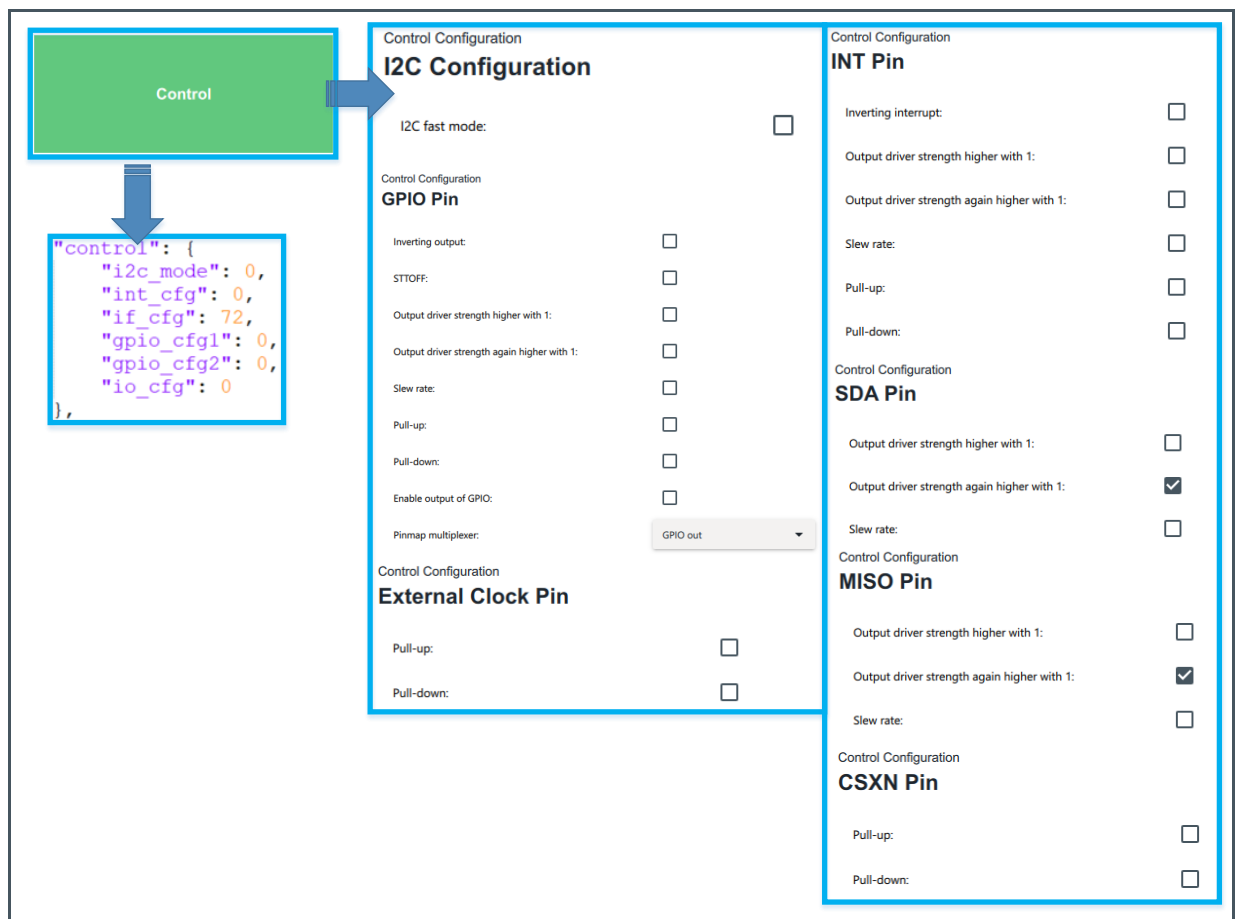 Control
"control": {
"i2c_mode": 0,
"int_cfg": 0,
"if_cfg": 72,
"gpio_cfg1": 0,
"gpio_cfg2": 0,
"io_cfg": 0
},
Control Configuration
I2C Configuration
I2C fast mode:
Control Configuration
GPIO Pin
Inverting output:
STTOFF:
Output driver strength higher with 1:
Output driver strength again higher with 1:
Slew rate:
Pull-up:
Pull-down:
Enable output of GPIO:
Pinmap multiplexer: GPIO out
Control Configuration
External Clock Pin
Pull-up:
Pull-down:
Control Configuration
INT Pin
Inverting interrupt:
Output driver strength higher with 1:
Output driver strength again higher with 1:
Slew rate:
Pull-up:
Pull-down:
Control Configuration
SDA Pin
Output driver strength higher with 1:
Output driver strength again higher with 1:
Slew rate:
Control Configuration
MISO Pin
Output driver strength higher with 1:
Output driver strength again higher with 1:
Slew rate:
Control Configuration
CSXN Pin
Pull-up:
Pull-down: